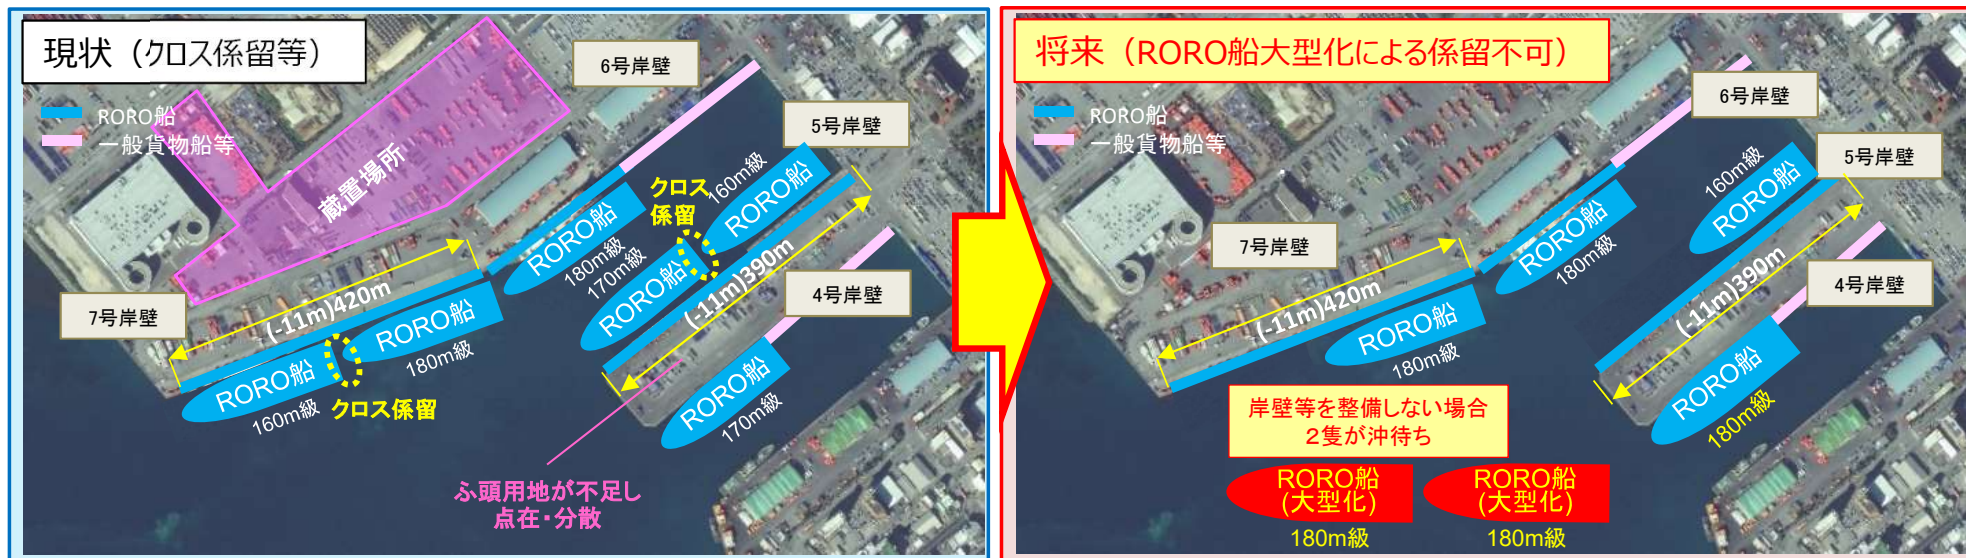 現状（クロス係留等）
RORO船
一般貨物船等
蔵置場所
6号岸壁
5号岸壁
4号岸壁
7号岸壁
クロス
係留
160m級
RORO船
RORO船
180m級
170m級
RORO船
(-11m)390m
(-11m)420m
RORO船
180m級
RORO船
160m級
クロス係留
RORO船
170m級
ふ頭用地が不足し
点在・分散
将来（RORO船大型化による係留不可）
RORO船
一般貨物船等
6号岸壁
5号岸壁
4号岸壁
7号岸壁
160m級
RORO船
RORO船
180m級
(-11m)390m
(-11m)420m
RORO船
180m級
RORO船
180m級
岸壁等を整備しない場合
2隻が沖待ち
RORO船
(大型化)
180m級
RORO船
(大型化)
180m級